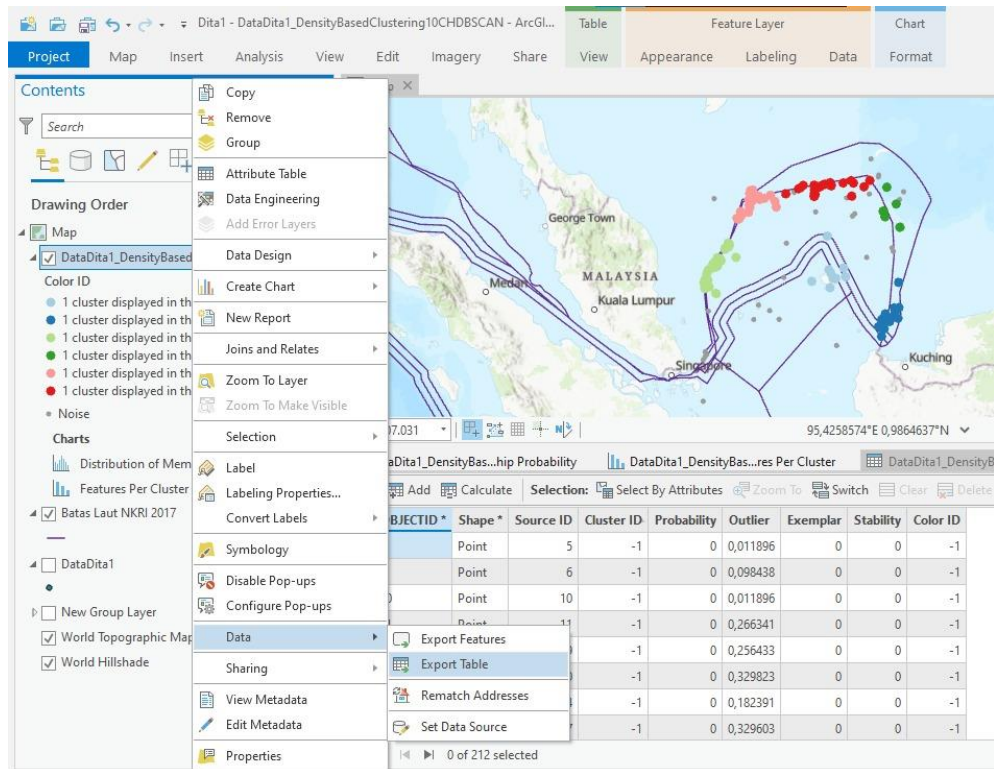 Dita1 - DataDita1_DensityBasedClustering10CHDBSCAN - ArcGI...
Table
Feature Layer
Chart
Project
Map
Insert
Analysis
View
Edit
Imagery
Share
View
Appearance
Labeling
Data
Format
Contents
Search
Drawing Order
Map
DataDita1_DensityBased
Color ID
1 cluster displayed in th
1 cluster displayed in th
1 cluster displayed in th
1 cluster displayed in th
1 cluster displayed in th
1 cluster displayed in th
Noise
Charts
Distribution of Mem
Features Per Cluster
Batas Laut NKRI 2017
DataDita1
New Group Layer
World Topographic Map
World Hillshade
Copy
Remove
Group
Attribute Table
Data Engineering
Add Error Layers
Data Design
Create Chart
New Report
Joins and Relates
Zoom To Layer
Zoom To Make Visible
Selection
Label
Labeling Properties...
Convert Labels
Symbology
Disable Pop-ups
Configure Pop-ups
Data
Sharing
View Metadata
Edit Metadata
Properties
Export Features
Export Table
Rematch Addresses
Set Data Source
George Town
MALAYSIA
Medan
Kuala Lumpur
Singapore
Kuching
07.031
95,4258574°E 0,9864637°N
aDita1_DensityBas...hip Probability
DataDita1_DensityBas...res Per Cluster
DataDita1_DensityB
Add
Calculate
Selection:
Select By Attributes
Zoom To
Switch
Clear
Delete
BJECTID * Shape * Source ID Cluster ID Probability Outlier Exemplar Stability Color ID
Point 5 -1 0 0,011896 0 0 -1
Point 6 -1 0 0,098438 0 0 -1
Point 10 -1 0 0,011896 0 0 -1
Point 11 -1 0 0,266341 0 0 -1
-1 0 0,256433 0 0 -1
-1 0 0,329823 0 0 -1
-1 0 0,182391 0 0 -1
-1 0 0,329603 0 0 -1
0 of 212 selected